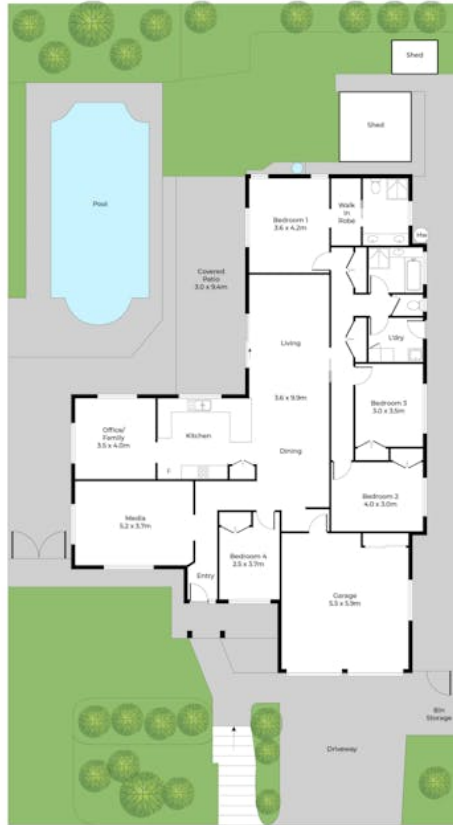 Shed
Shed
Pool
Bedroom 1
3.6 x 4.2m
Walk
In
Robe
Hw
Covered
Patio
3.0 x 9.4m
Living
3.6 x 9.9m
Dining
L'dry
Bedroom 3
3.0 x 3.5m
Office/
Family
3.5 x 4.0m
Kitchen
F
Bedroom 2
4.0 x 3.0m
Media
5.2 x 3.7m
Bedroom 4
2.5 x 3.7m
Entry
Garage
5.5 x 5.9m
Bin
Storage
Driveway